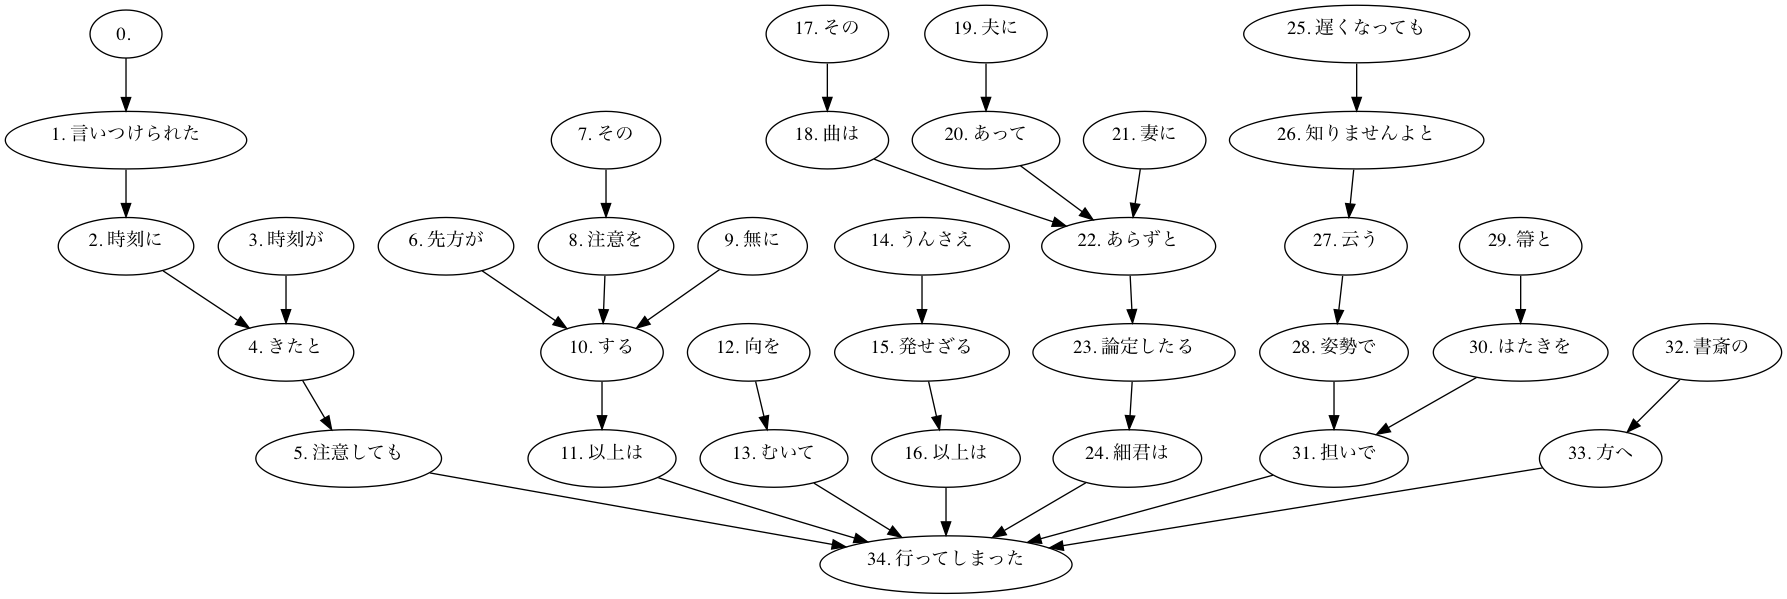 0.
1. 言いつけられた
2. 時刻に
3. 時刻が
4. きたと
5. 注意しても
6. 先方が
7. その
8. 注意を
9. 無に
10. する
11. 以上は
12. 向を
13. むいて
14. うんさえ
15. 発せざる
16. 以上は
17. その
18. 曲は
19. 夫に
20. あって
21. 妻に
22. あらずと
23. 論定したる
24. 細君は
25. 遅くなっても
26. 知りませんよと
27. 云う
28. 姿勢で
29. 箒と
30. はたきを
31. 担いで
32. 書斎の
33. 方へ
34. 行ってしまった